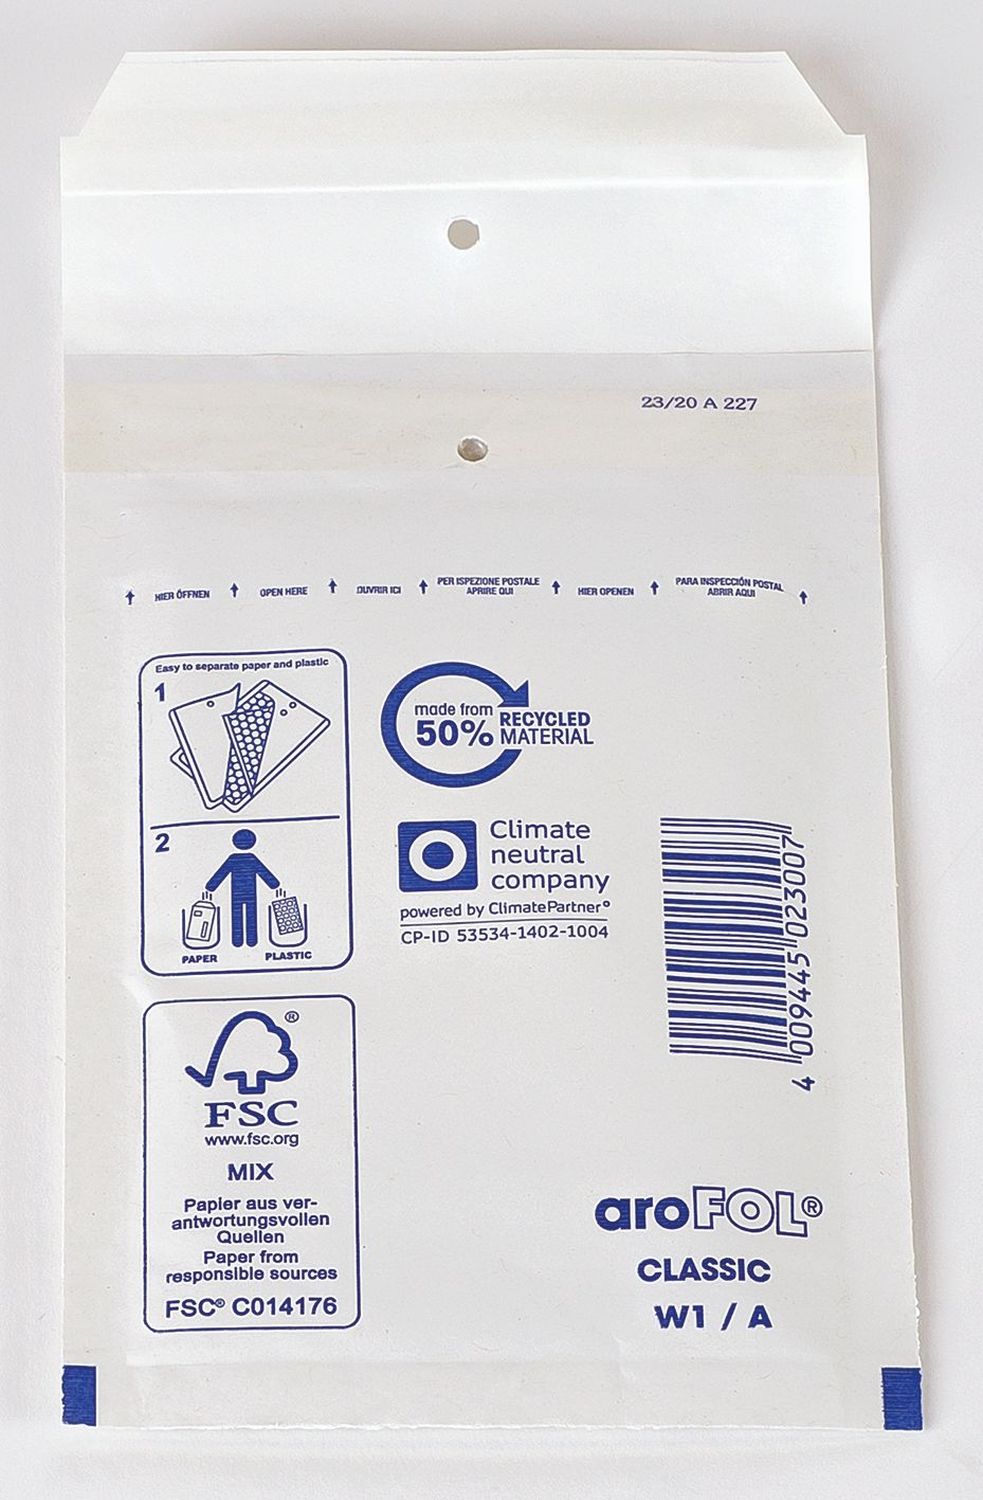 23/20 A 227
HIER ÖFFNEN
OPEN HERE
OUVRIR ICI
PER ISPEZIONE POSTALE
APRIRE QUI
HIER OPENEN
PARA INSPECCIÓN POSTAL
ABRIR AQUI
Easy to separate paper and plastic
1
2
PAPER
PLASTIC
made from
50% RECYCLED
MATERIAL
Climate
neutral
company
powered by ClimatePartner°
CP-ID 53534-1402-1004
4 009445 023007
®
FSC
www.fsc.org
MIX
Papier aus ver-
antwortungsvollen
Quellen
Paper from
responsible sources
FSC® C014176
aroFOL®
CLASSIC
W1 / A